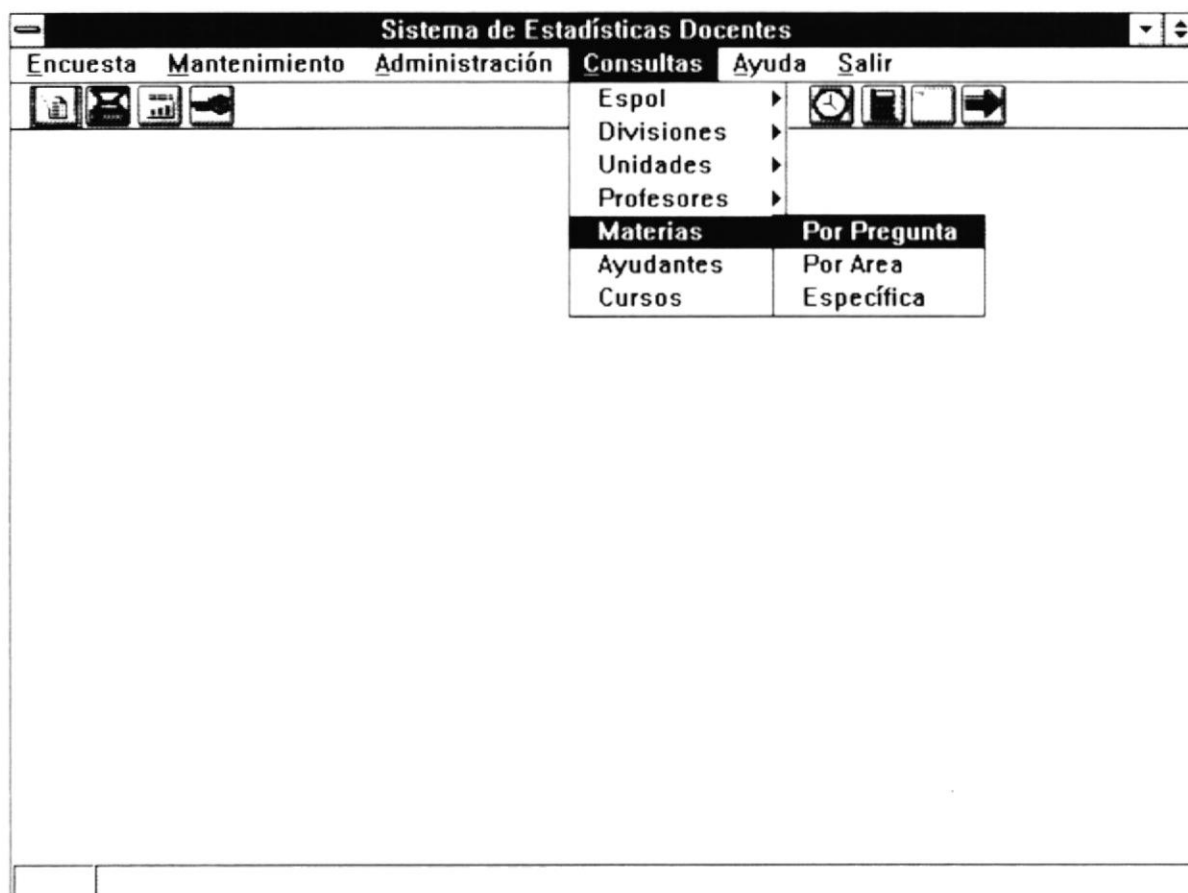 Sistema de Estadísticas Docentes
Encuesta Mantenimiento Administración Consultas Ayuda Salir
Espol
Divisiones
Unidades
Profesores
Materias Por Pregunta
Ayudantes Por Area
Cursos Específica